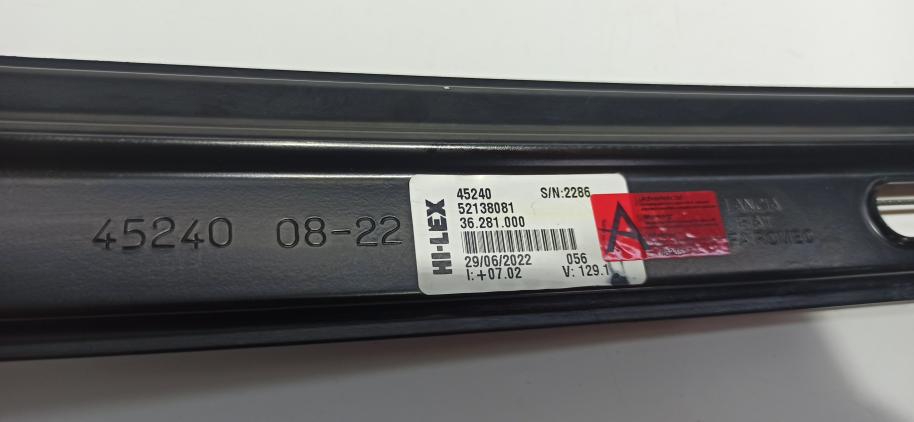 45240 08-22
HI-LEX
45240 S/N:2286
52138081
36.281.000
29/06/2022 056
I:+07.02 V: 129.1
A
LANCIA
FIAT
ROMEO